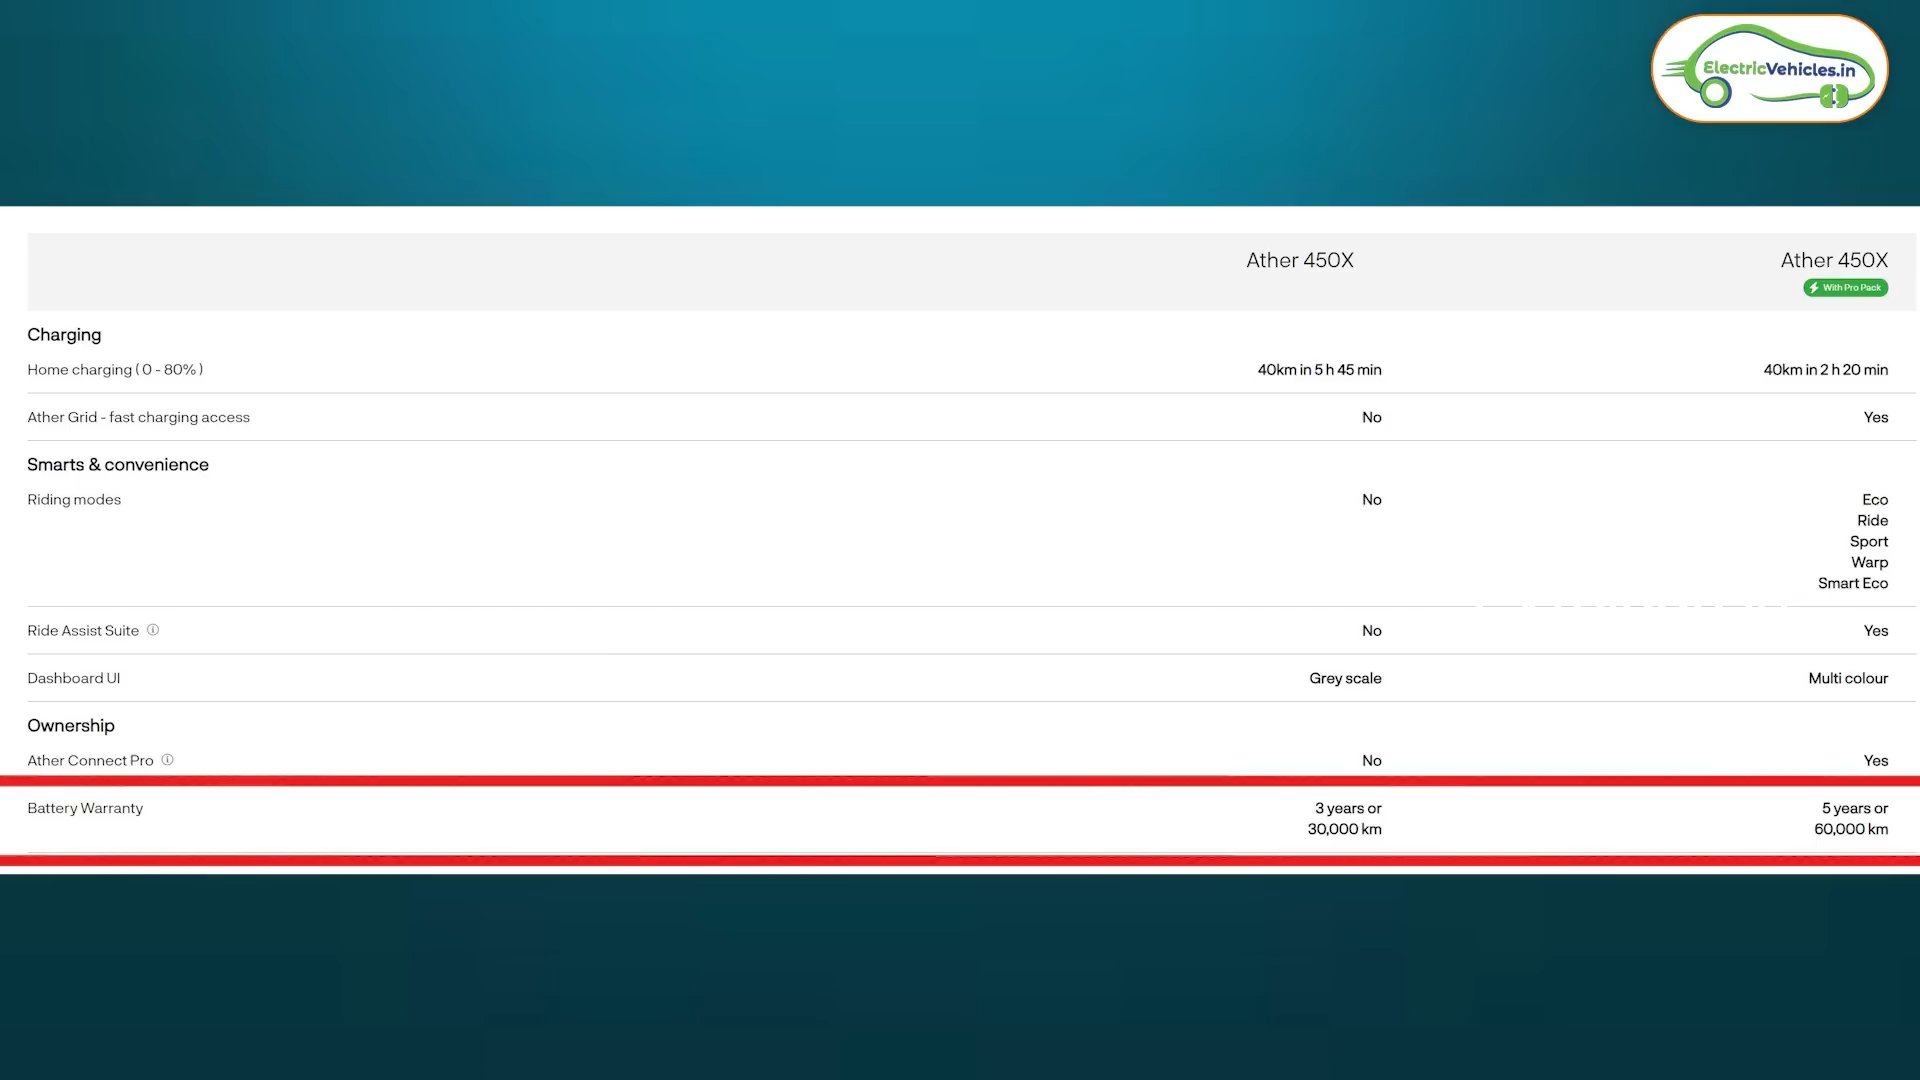 ElectricVehicles.in
Ather 450X Ather 450X
With Pro Pack
Charging
Home charging ( 0 - 80% ) 40km in 5 h 45 min 40km in 2 h 20 min
Ather Grid - fast charging access No Yes
Smarts & convenience
Riding modes No Eco
Ride
Sport
Warp
Smart Eco
Ride Assist Suite No Yes
Dashboard UI Grey scale Multi colour
Ownership
Ather Connect Pro No Yes
Battery Warranty 3 years or 5 years or
30,000 km 60,000 km